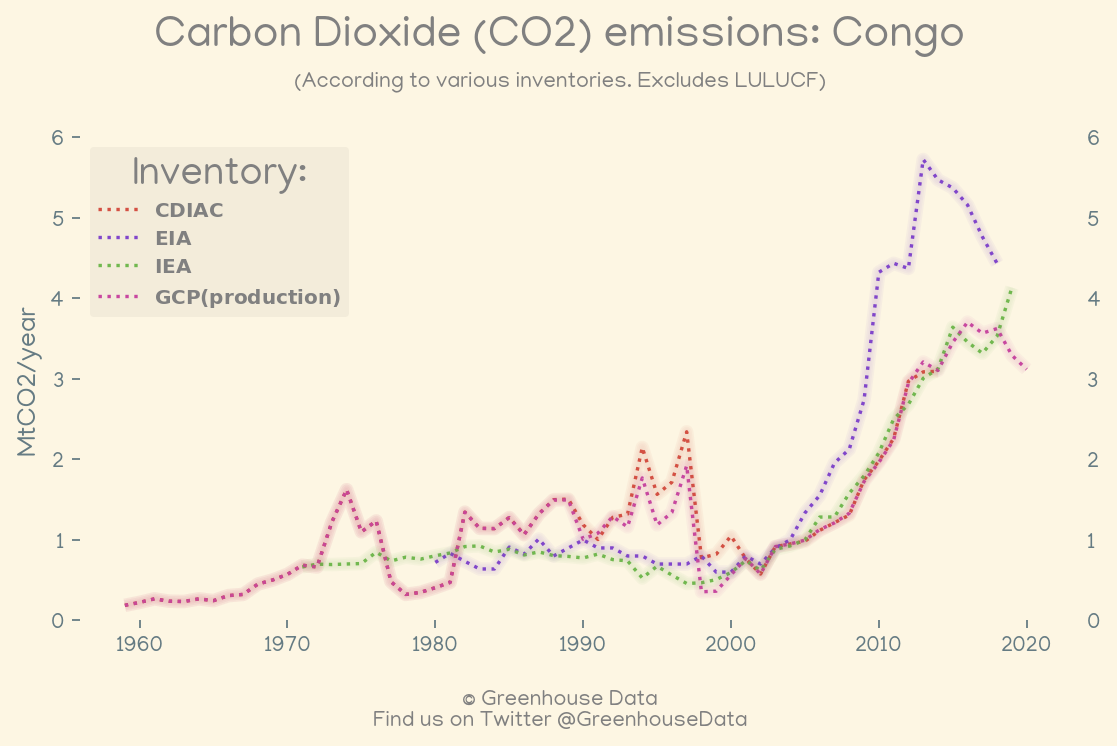 Carbon Dioxide (CO2) emissions: Congo
(According to various inventories. Excludes LULUCF)
Inventory:
CDIAC
EIA
IEA
GCP(production)
MtCO2/year
6 6
5 5
4 4
3 3
2 2
1 1
0 0
1960 1970 1980 1990 2000 2010 2020
© Greenhouse Data
Find us on Twitter @GreenhouseData